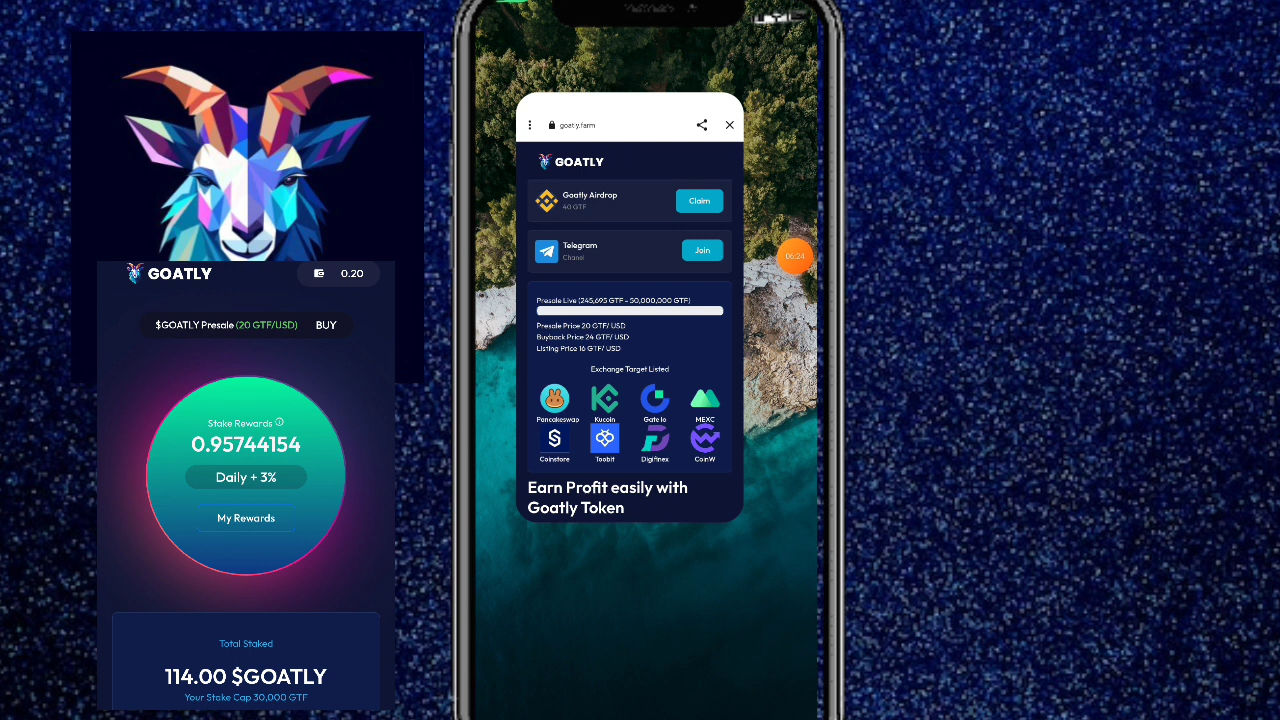 GOATLY
0.20
$GOATLY Presale (20 GTF/USD) BUY
Stake Rewards
0.95744154
Daily + 3%
My Rewards
Total Staked
114.00 $GOATLY
Your Stake Cap 30,000 GTF
goatly.farm
GOATLY
Goatly Airdrop
40 GTF
Claim
Telegram
Chanel
Join
Presale Live (245,695 GTF - 50,000,000 GTF)
Presale Price 20 GTF/ USD
Buyback Price 24 GTF/ USD
Listing Price 16 GTF/ USD
Exchange Target Listed
Pancakeswap Kucoin Gate Io MEXC
Coinstore Toobit Digifinex CoinW
Earn Profit easily with
Goatly Token
06:24